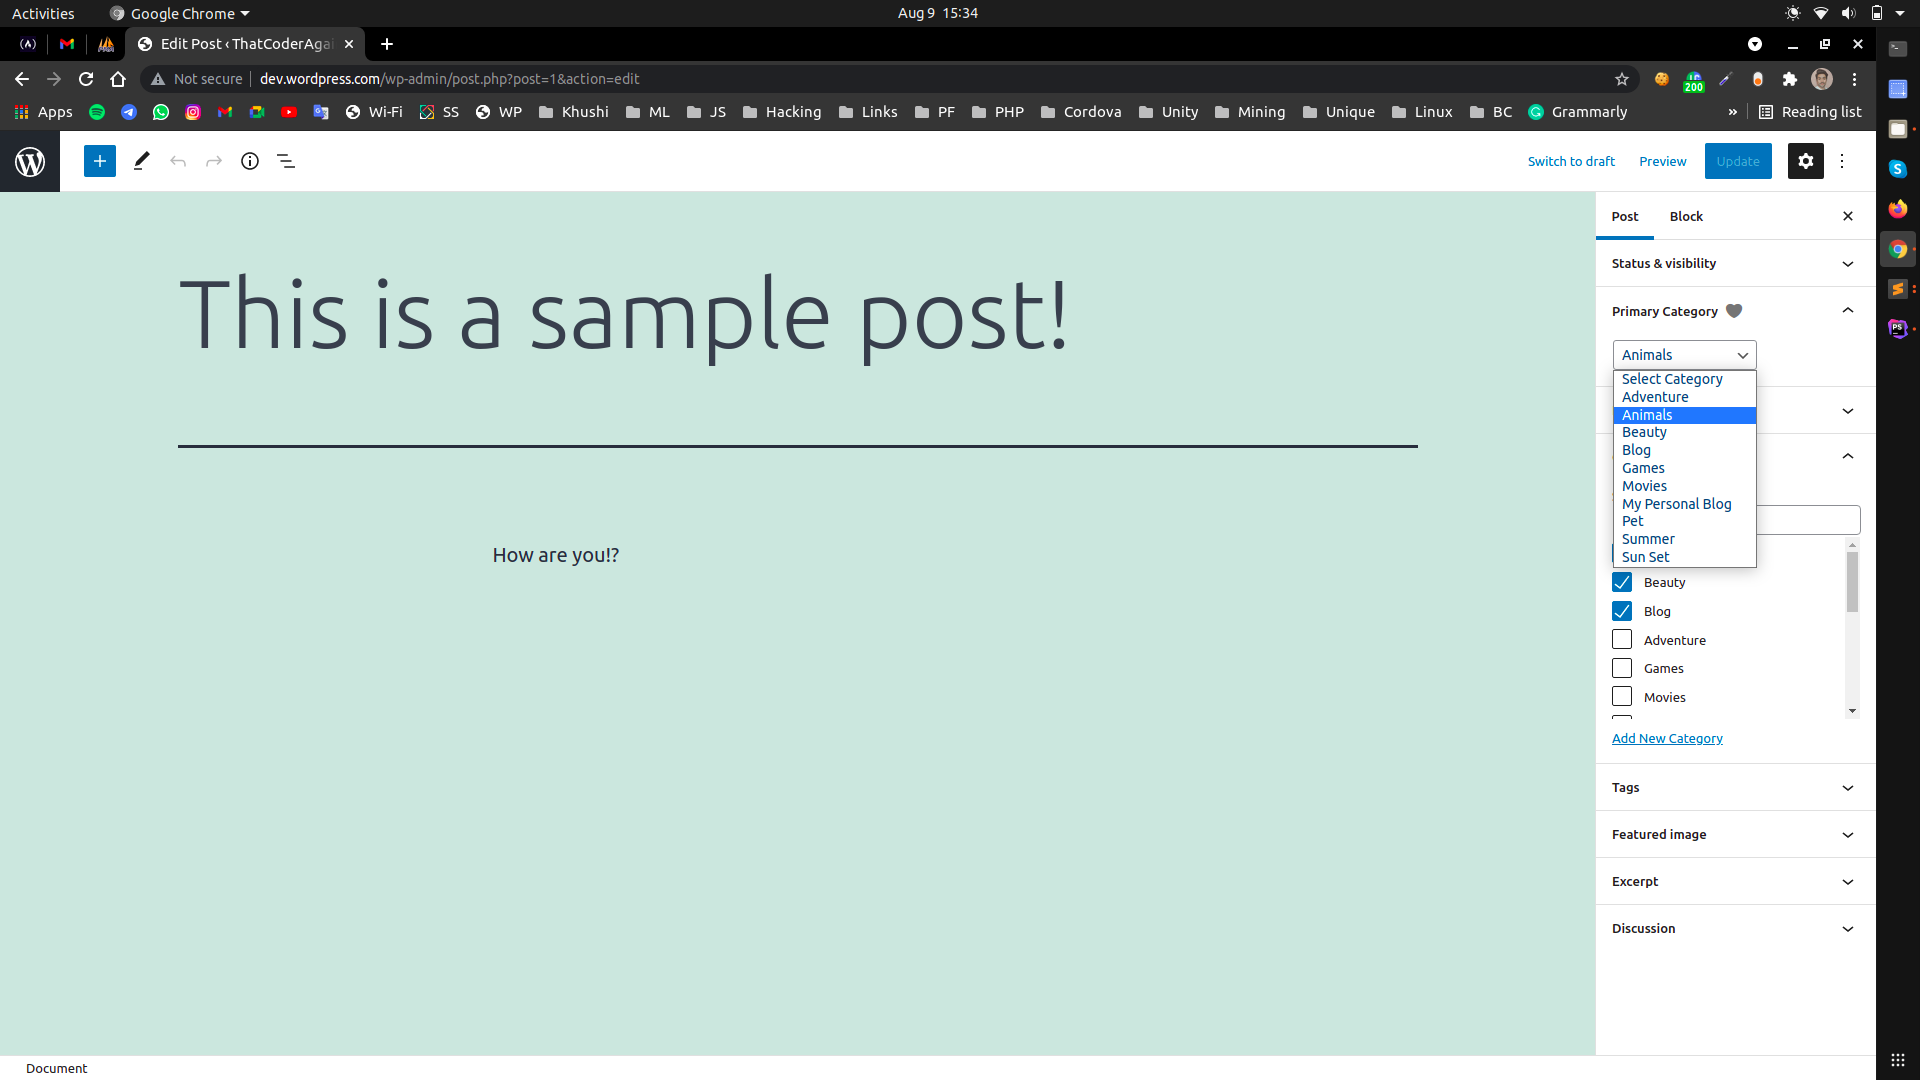 Activities
Google Chrome
Aug 9 15:34
Edit Post ‹ ThatCoderAgai
Not secure
dev.wordpress.com/wp-admin/post.php?post=1&action=edit
200
Apps
Wi-Fi
SS
WP
Khushi
ML
JS
Hacking
Links
PF
PHP
Cordova
Unity
Mining
Unique
Linux
BC
Grammarly
»
Reading list
Switch to draft
Preview
Update
Post
Block
Status & visibility
This is a sample post!
How are you!?
Primary Category
Animals
Select Category
Adventure
Animals
Beauty
Blog
Games
Movies
My Personal Blog
Pet
Summer
Sun Set
Beauty
Blog
Adventure
Games
Movies
Add New Category
Tags
Featured image
Excerpt
Discussion
Document